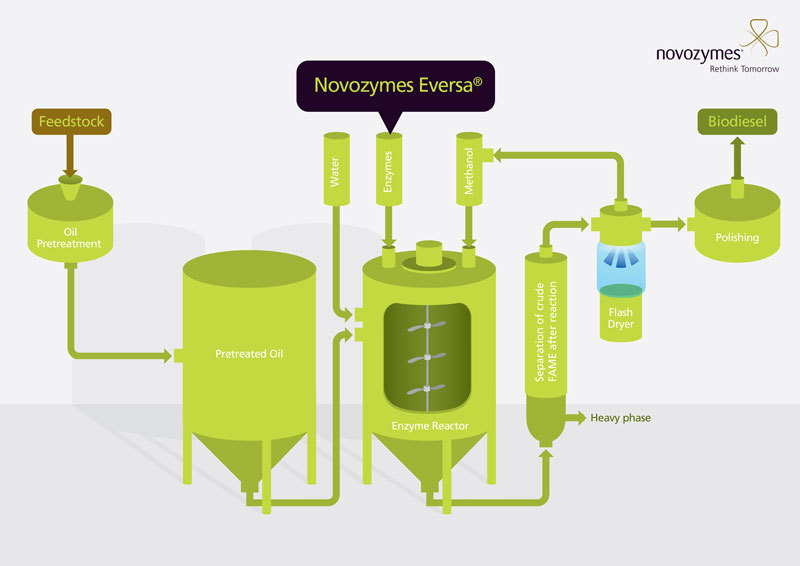 novozymes®
Rethink Tomorrow
Novozymes Eversa®
Feedstock
Biodiesel
Water
Enzymes
Methanol
Oil
Pretreatment
Polishing
Pretreated Oil
Enzyme Reactor
Separation of crude
FAME after reaction
Flash
Dryer
Heavy phase